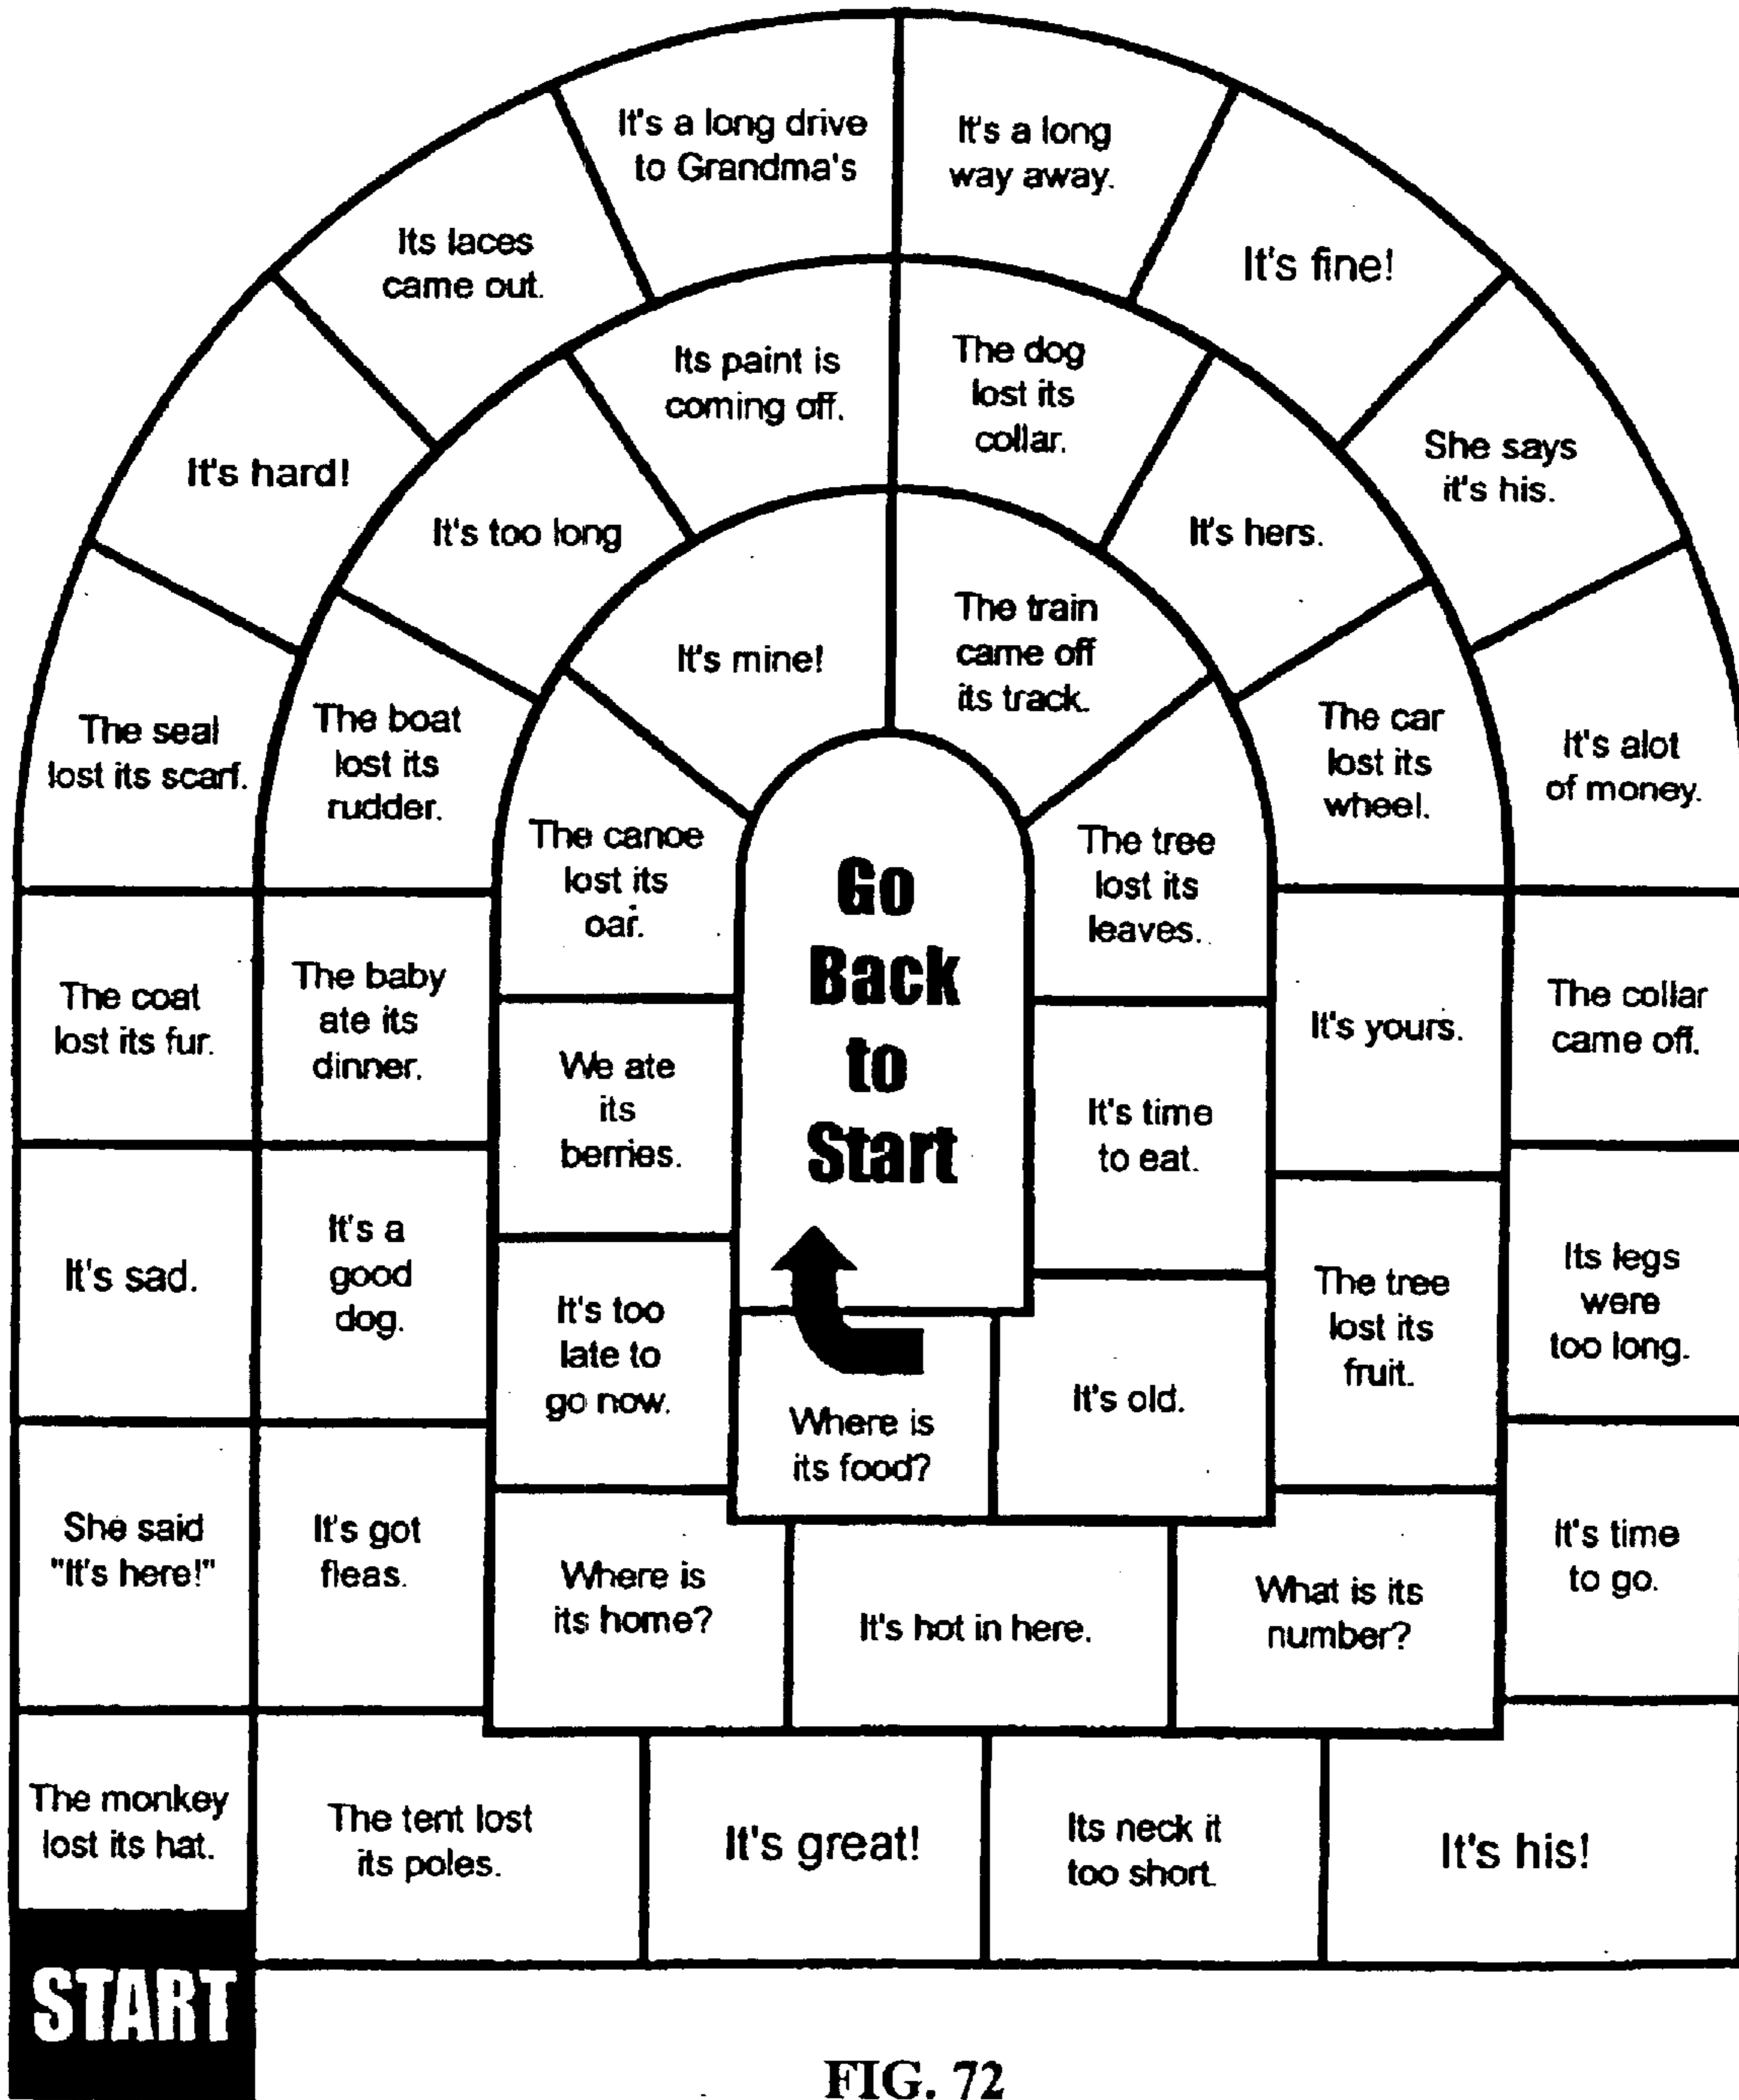 It's a long drive
to Grandma's
It's a long
way away.
Its laces
came out.
It's fine!
Its paint is
coming off.
The dog
lost its
collar.
It's hard!
She says
it's his.
It's too long
It's hers.
It's mine!
The train
came off
its track.
The seal
lost its scarf.
The boat
lost its
rudder.
The car
lost its
wheel.
It's alot
of money.
The canoe
lost its
oar.
Go
Back
to
Start
The tree
lost its
leaves.
The coat
lost its fur.
The baby
ate its
dinner.
We ate
its
berries.
It's time
to eat.
It's yours.
The collar
came off.
It's sad.
It's a
good
dog.
It's too
late to
go now.
Where is
its food?
It's old.
The tree
lost its
fruit.
Its legs
were
too long.
She said
"It's here!"
It's got
fleas.
Where is
its home?
It's hot in here.
What is its
number?
It's time
to go.
The monkey
lost its hat.
The tent lost
its poles.
It's great!
Its neck it
too short.
It's his!
START
FIG. 72